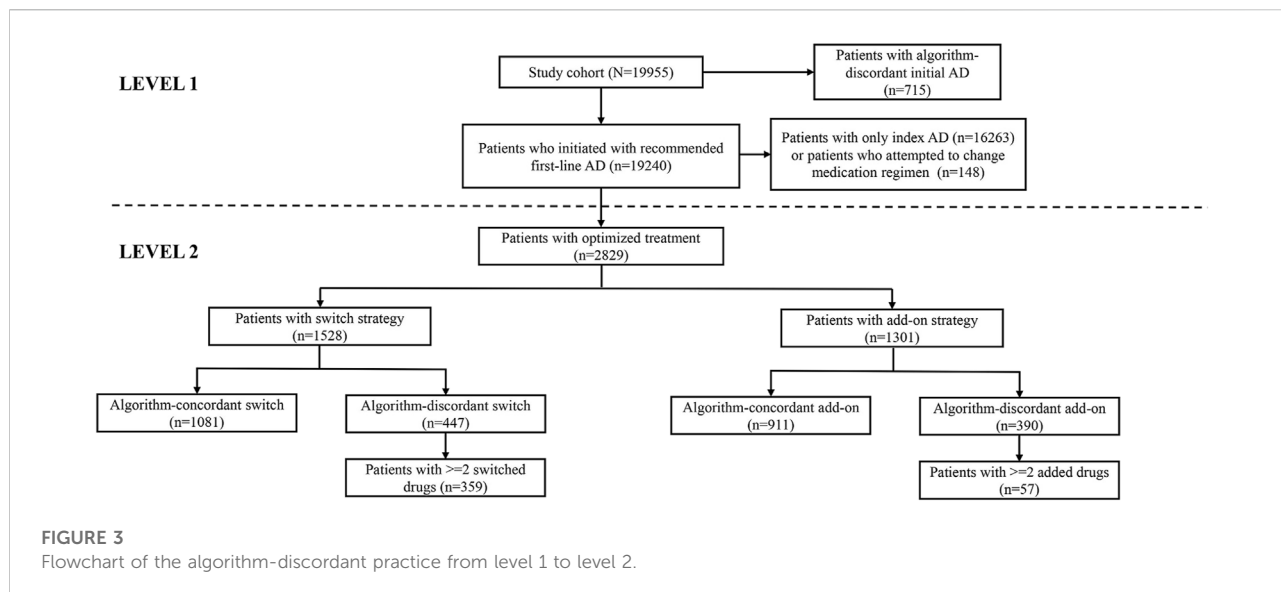 LEVEL 1
Study cohort (N=19955)
Patients with algorithm-
discordant initial AD
(n=715)
Patients who initiated with recommended
first-line AD (n=19240)
Patients with only index AD (n=16263)
or patients who attempted to change
medication regimen (n=148)
LEVEL 2
Patients with optimized treatment
(n=2829)
Patients with switch strategy
(n=1528)
Patients with add-on strategy
(n=1301)
Algorithm-concordant switch
(n=1081)
Algorithm-discordant switch
(n=447)
Algorithm-concordant add-on
(n=911)
Algorithm-discordant add-on
(n=390)
Patients with >=2 switched
drugs (n=359)
Patients with >=2 added drugs
(n=57)
FIGURE 3
Flowchart of the algorithm-discordant practice from level 1 to level 2.